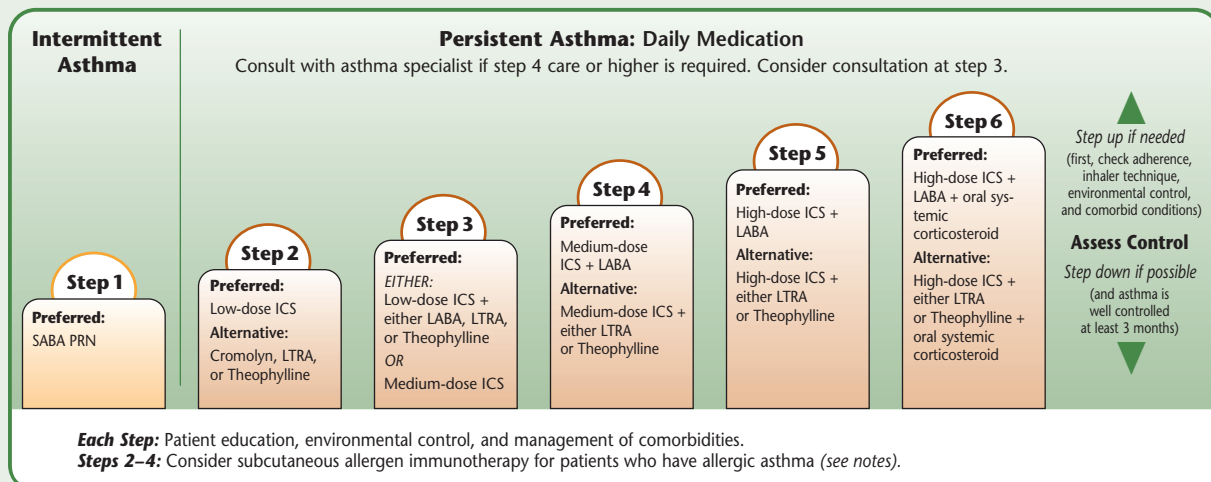 Intermittent
Asthma
Persistent Asthma: Daily Medication
Consult with asthma specialist if step 4 care or higher is required. Consider consultation at step 3.
Step 1
Preferred:
SABA PRN
Step 2
Preferred:
Low-dose ICS
Alternative:
Cromolyn, LTRA,
or Theophylline
Step 3
Preferred:
EITHER:
Low-dose ICS +
either LABA, LTRA,
or Theophylline
OR
Medium-dose ICS
Step 4
Preferred:
Medium-dose
ICS + LABA
Alternative:
Medium-dose ICS +
either LTRA
or Theophylline
Step 5
Preferred:
High-dose ICS +
LABA
Alternative:
High-dose ICS +
either LTRA
or Theophylline
Step 6
Preferred:
High-dose ICS +
LABA + oral sys-
temic
corticosteroid
Alternative:
High-dose ICS +
either LTRA
or Theophylline +
oral systemic
corticosteroid
Step up if needed
(first, check adherence,
inhaler technique,
environmental control,
and comorbid conditions)
Assess Control
Step down if possible
(and asthma is
well controlled
at least 3 months)
Each Step: Patient education, environmental control, and management of comorbidities.
Steps 2–4: Consider subcutaneous allergen immunotherapy for patients who have allergic asthma (see notes).